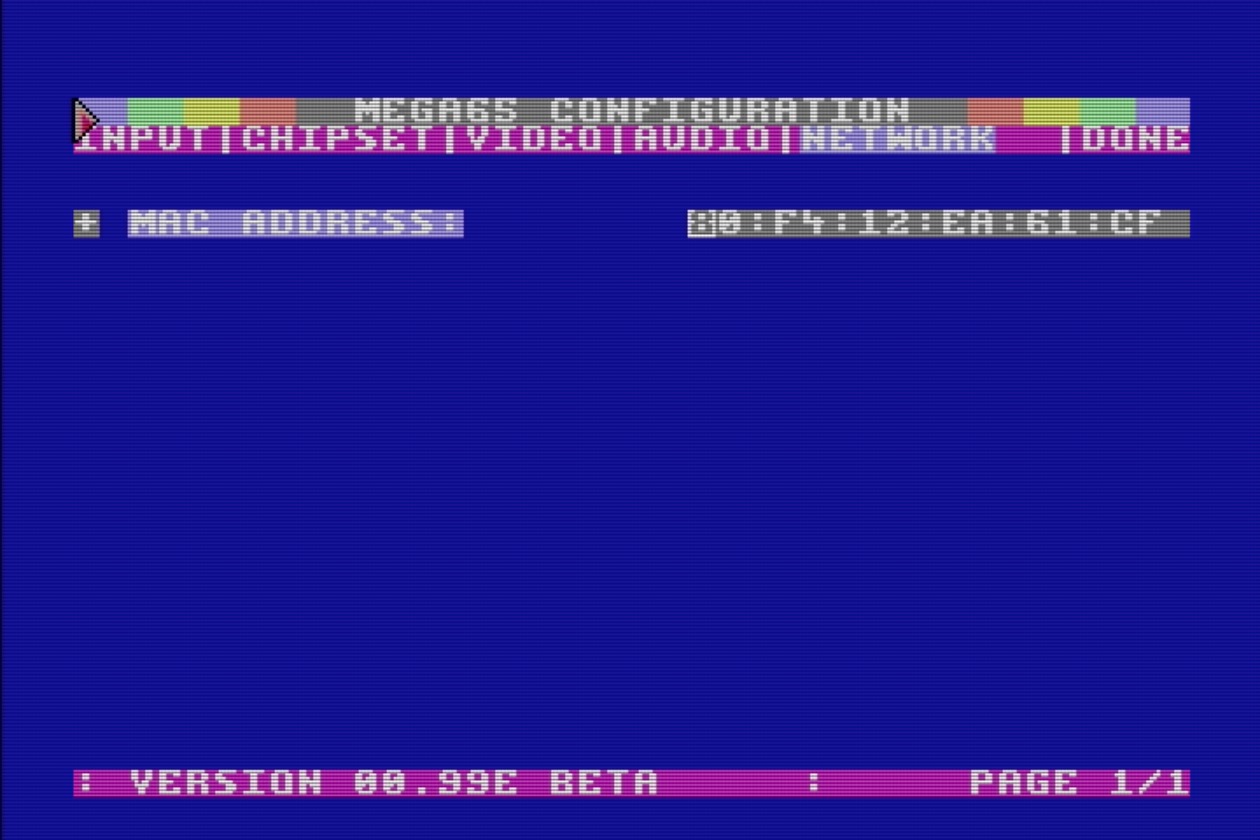 MEGA65 CONFIGURATION
INPUT|CHIPSET|VIDEO|AUDIO|NETWORK |DONE
+ MAC ADDRESS: 80:F4:12:EA:61:CF
: VERSION 00.99E BETA : PAGE 1/1